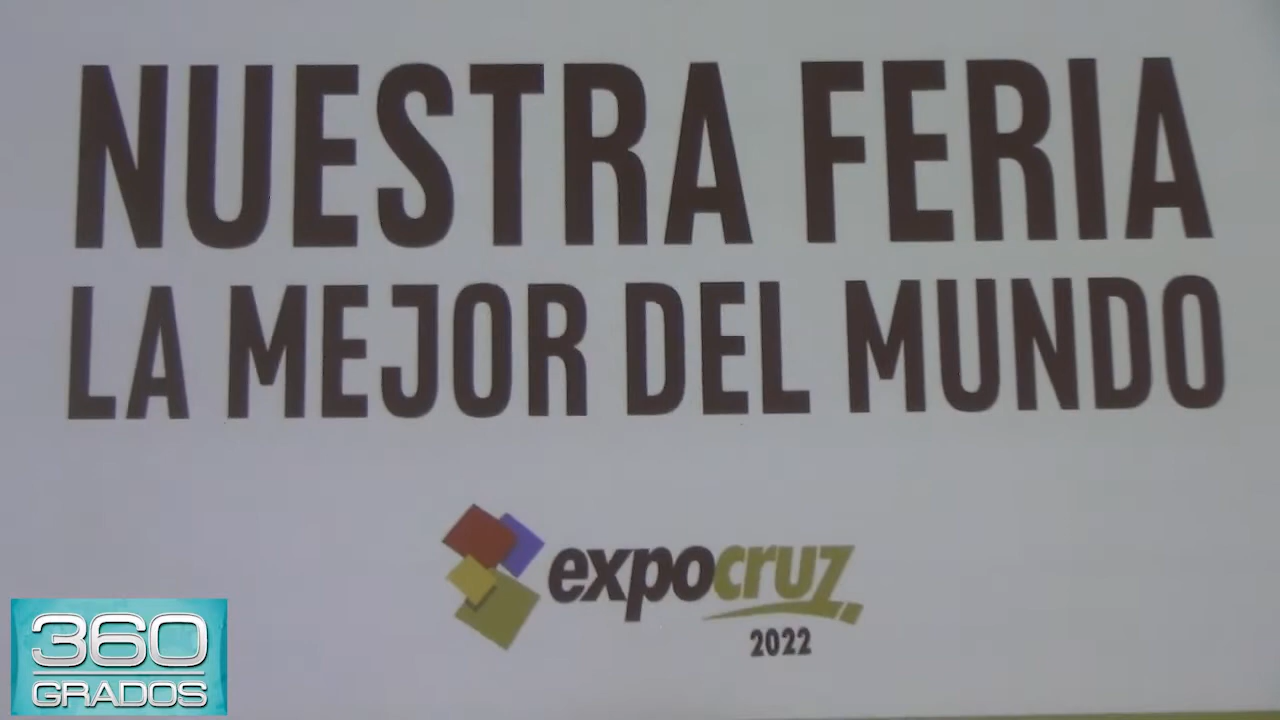 NUESTRA FERIA
LA MEJOR DEL MUNDO
expocruz
2022
360
GRADOS